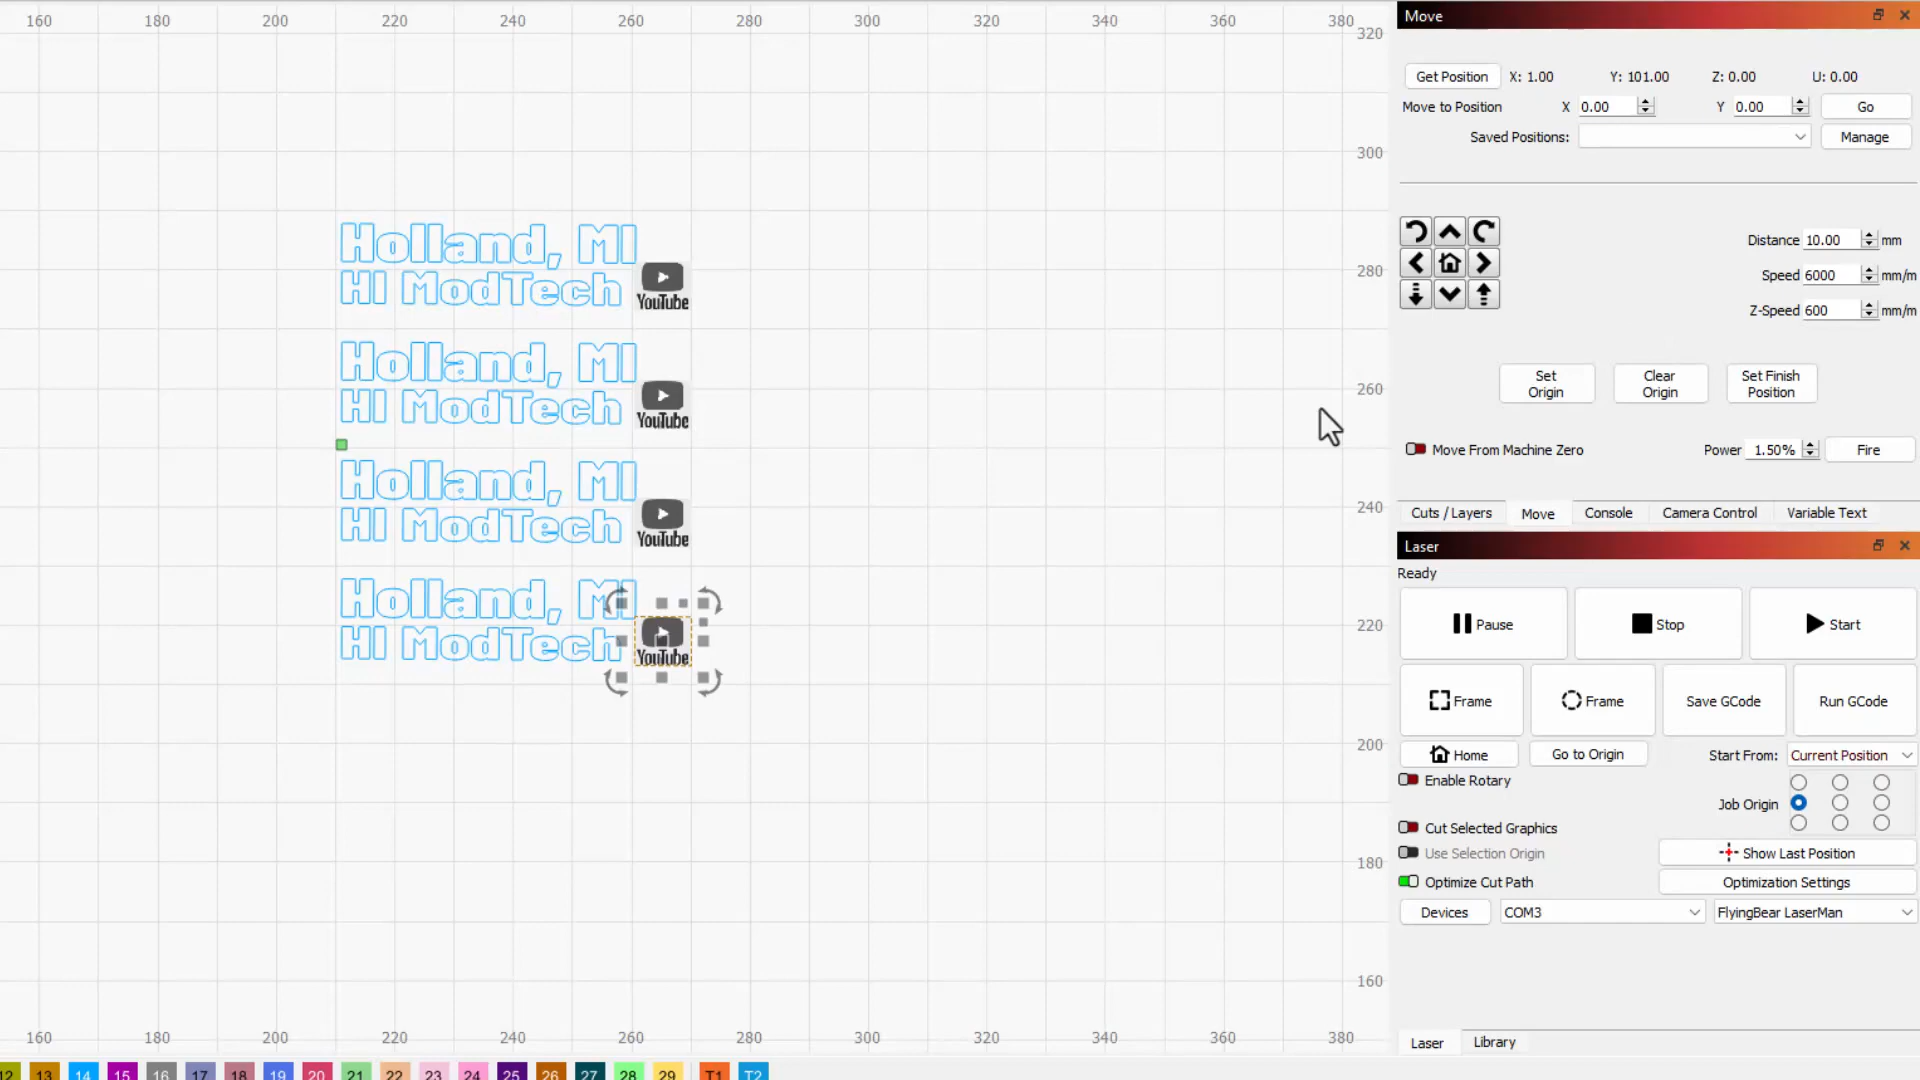 160 180 200 220 240 260 280 300 320 340 360 380
320
300
280
260
240
220
200
180
160
Holland, MI
HI ModTech
YouTube
Holland, MI
HI ModTech
YouTube
Holland, MI
HI ModTech
YouTube
Holland, MI
HI ModTech
YouTube
160 180 200 220 240 260 280 300 320 340 360 380
12 13 14 15 16 17 18 19 20 21 22 23 24 25 26 27 28 29 T1 T2
Move
Get Position X: 1.00 Y: 101.00 Z: 0.00 U: 0.00
Move to Position X 0.00 Y 0.00 Go
Saved Positions: Manage
Distance 10.00 mm
Speed 6000 mm/m
Z-Speed 600 mm/m
Set Origin Clear Origin Set Finish Position
Move From Machine Zero Power 1.50% Fire
Cuts / Layers Move Console Camera Control Variable Text
Laser
Ready
Pause Stop Start
Frame Frame Save GCode Run GCode
Home Go to Origin Start From: Current Position
Enable Rotary
Job Origin
Cut Selected Graphics
Use Selection Origin Show Last Position
Optimize Cut Path Optimization Settings
Devices COM3 FlyingBear LaserMan
Laser Library